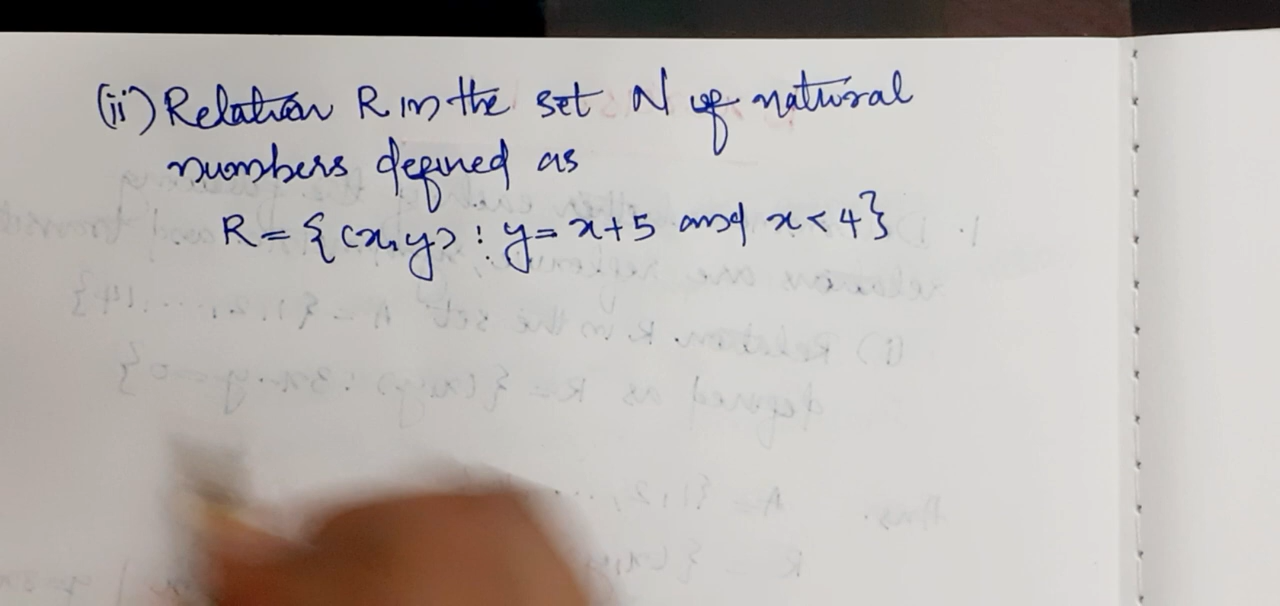 (ii) Relation R in the set N of natural
numbers defined as
R = {(x,y) : y = x+5 and x < 4}